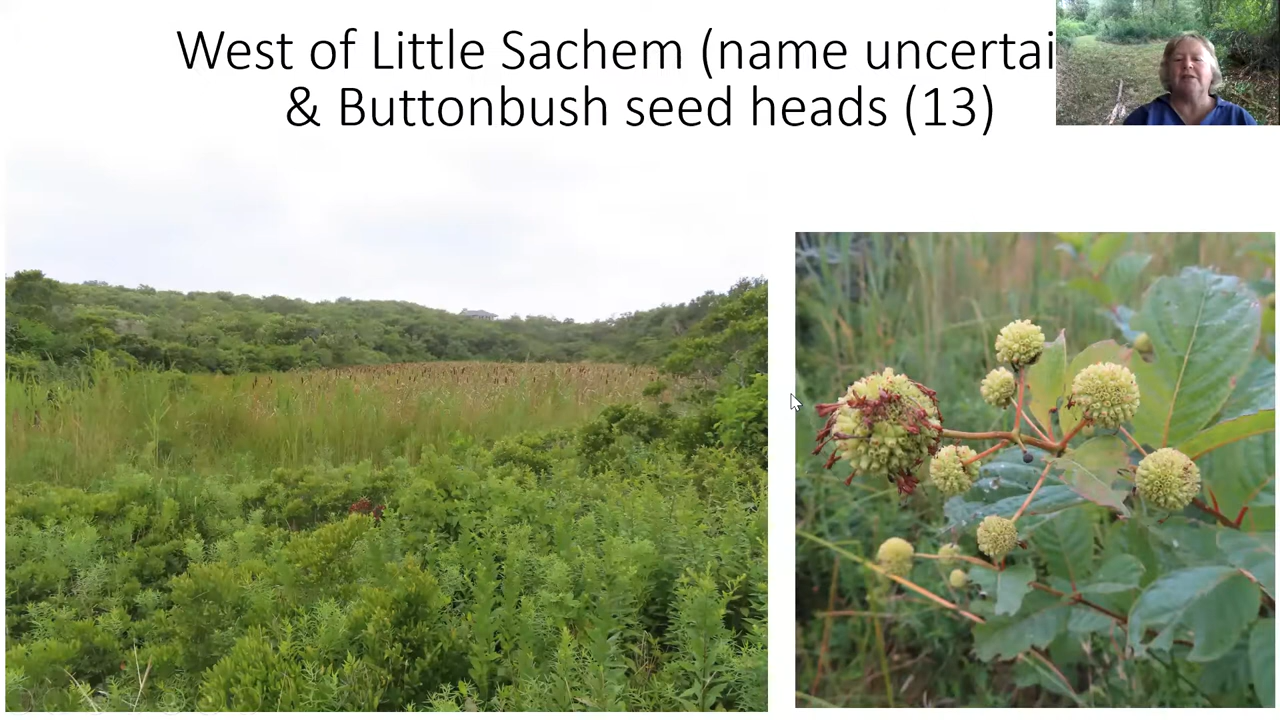 West of Little Sachem (name uncertai
& Buttonbush seed heads (13)